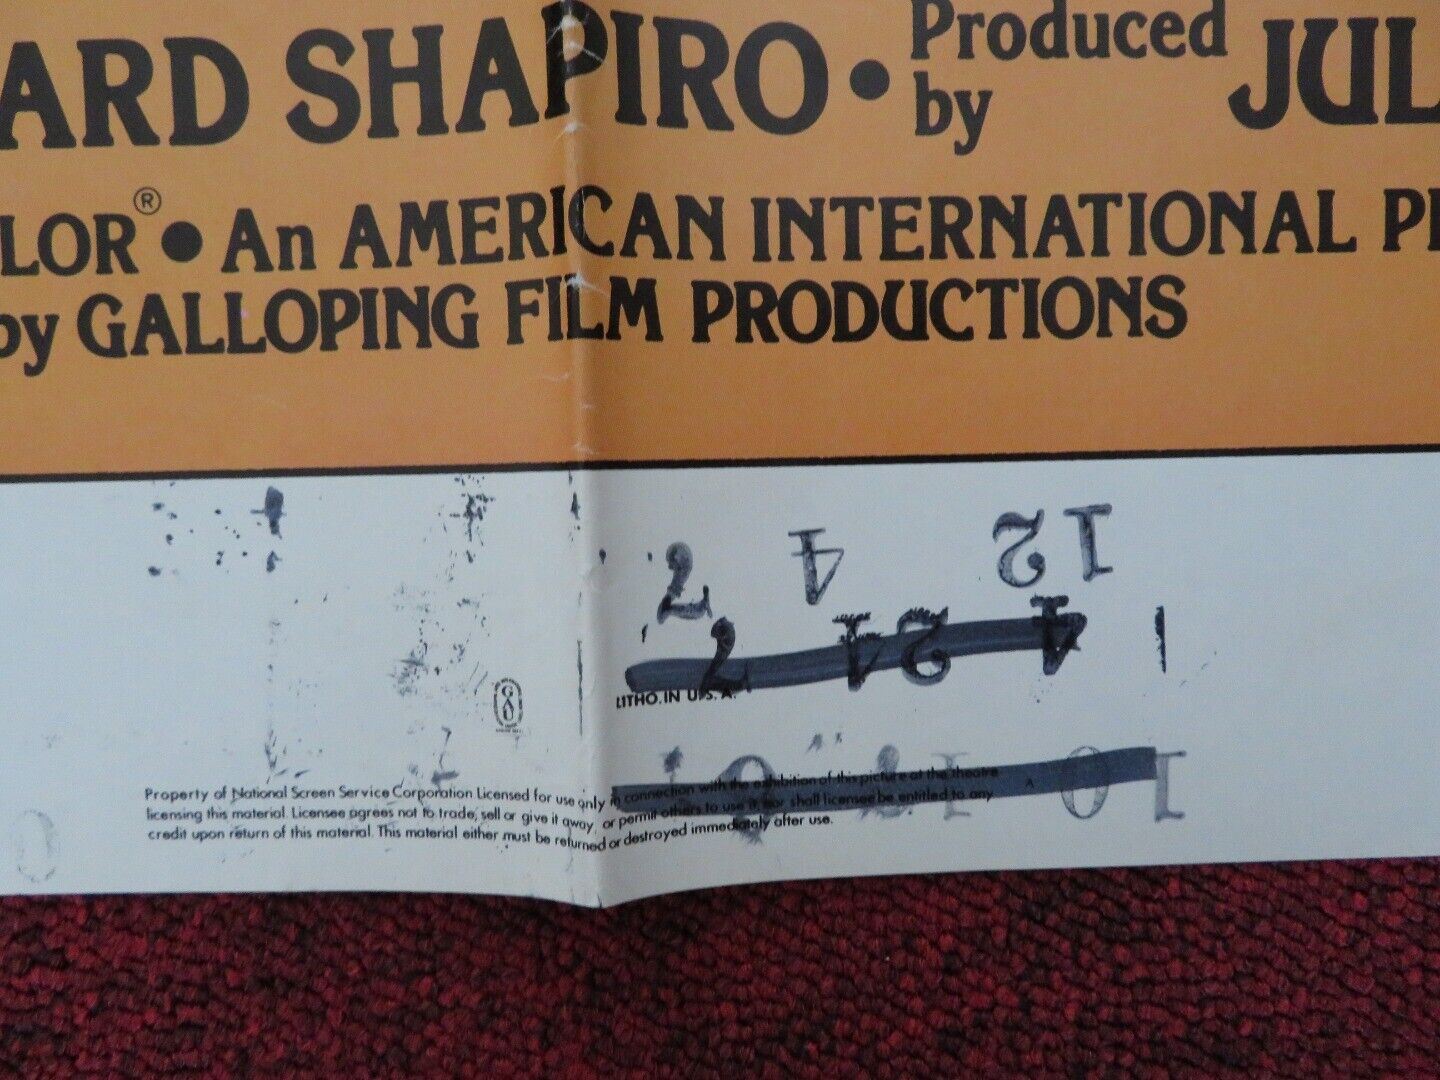 ARD SHAPIRO • Produced by JUL
LOR® • An AMERICAN INTERNATIONAL
by GALLOPING FILM PRODUCTIONS
12 4 7
4 21 7
LITHO. IN U.S.A.
Property of National Screen Service Corporation Licensed for use only in connection with the exhibition of this picture at the theatre
licensing this material. Licensee agrees not to trade, sell or give it away, or permit others to use it, nor shall licensee be entitled to any
credit upon return of this material. This material either must be returned or destroyed immediately after use.